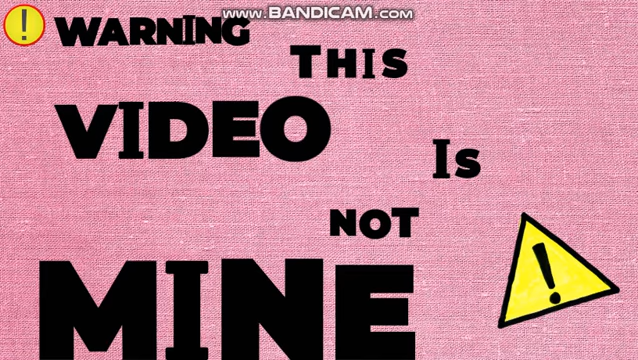 www.BANDICAM.com
! WARNING
THIS
VIDEO
IS
NOT
MINE
!